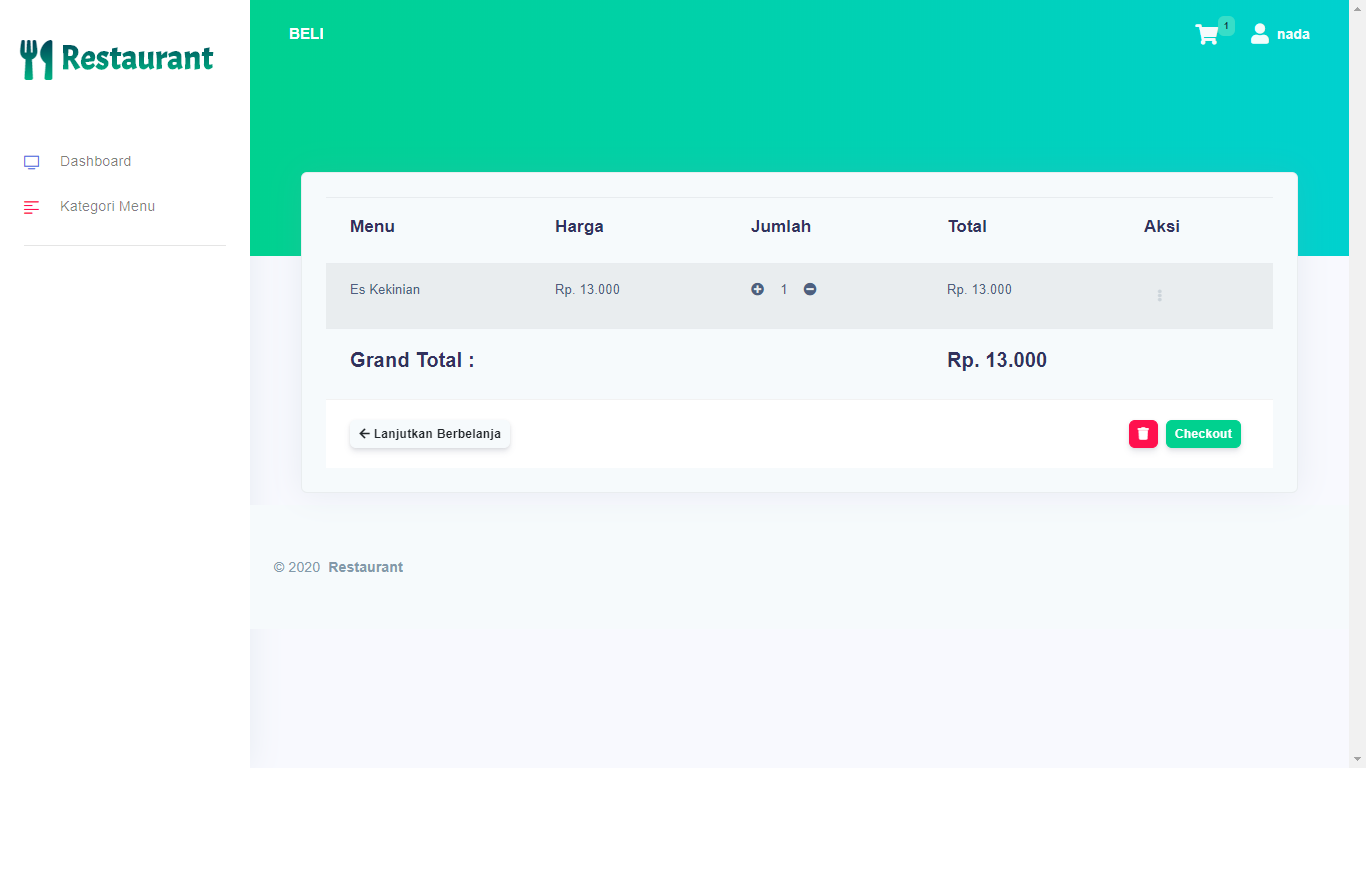 Restaurant
BELI
1
nada
Dashboard
Kategori Menu
Menu Harga Jumlah Total Aksi
Es Kekinian Rp. 13.000 1 Rp. 13.000
Grand Total : Rp. 13.000
Lanjutkan Berbelanja Checkout
© 2020 Restaurant